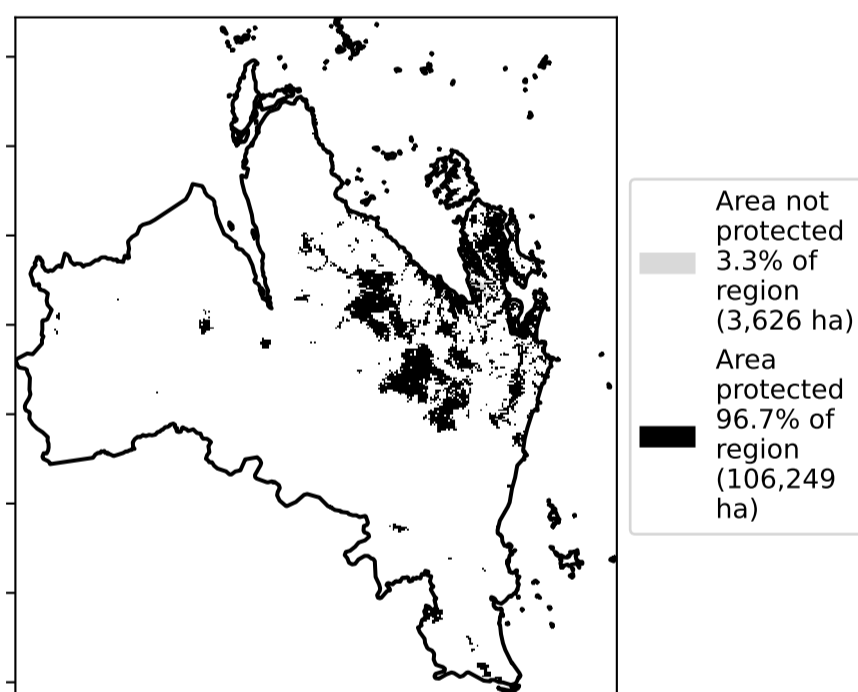 Area not
protected
3.3% of
region
(3,626 ha)
Area
protected
96.7% of
region
(106,249
ha)